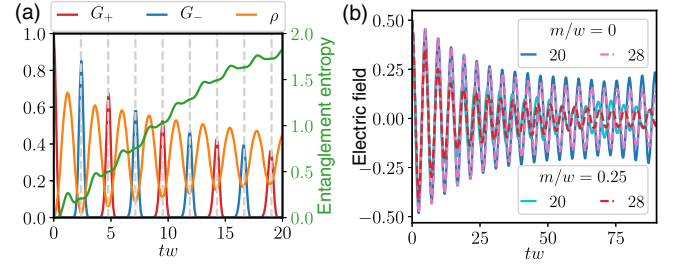 (a)
G+ G− ρ
1.0
0.8
0.6
0.4
0.2
0.0
0 5 10 15 20
tw
2.0
1.5
1.0
0.5
0.0
Entanglement entropy
(b)
Electric field
0.50
0.25
0.00
−0.25
−0.50
0 25 50 75
tw
m/w = 0
20 28
m/w = 0.25
20 28